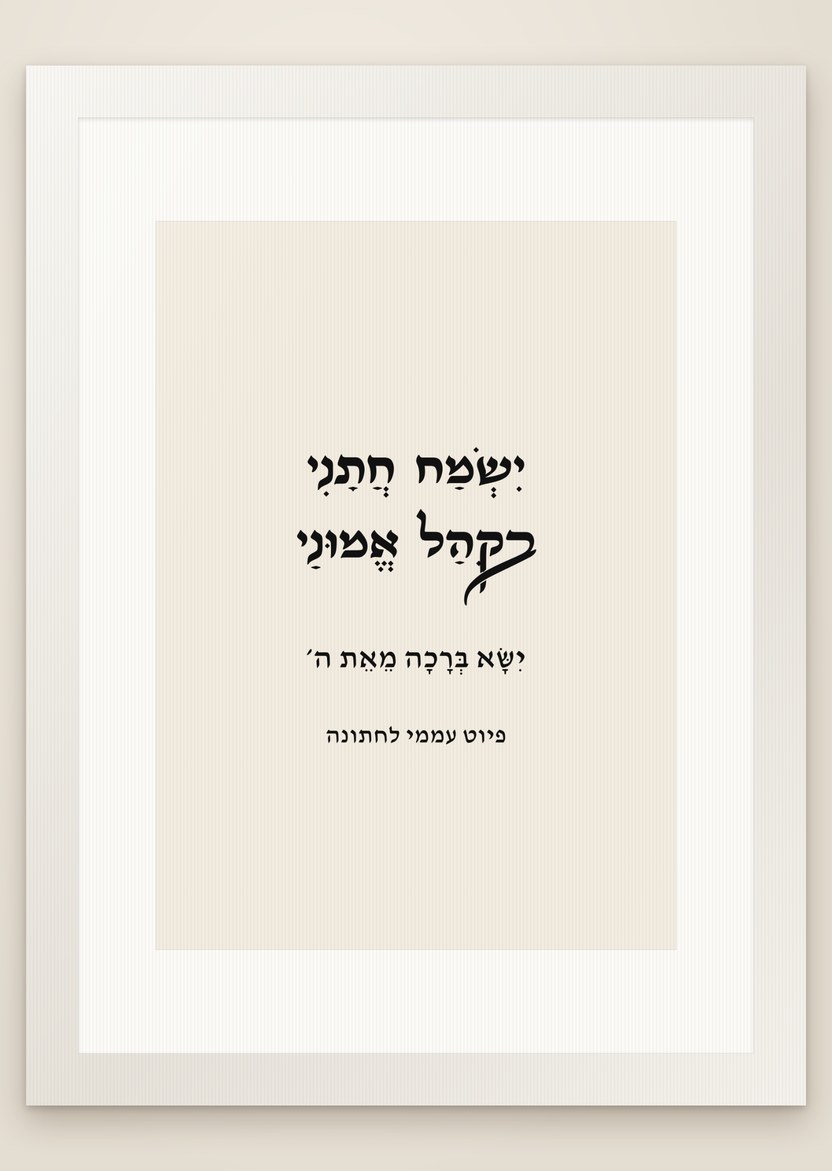 יִשְׂמַח חֲתָנִי
בִקְהַל אֱמוּנַי
יִשָּׂא בְּרָכָה מֵאֵת ה׳
פיוט עממי לחתונה